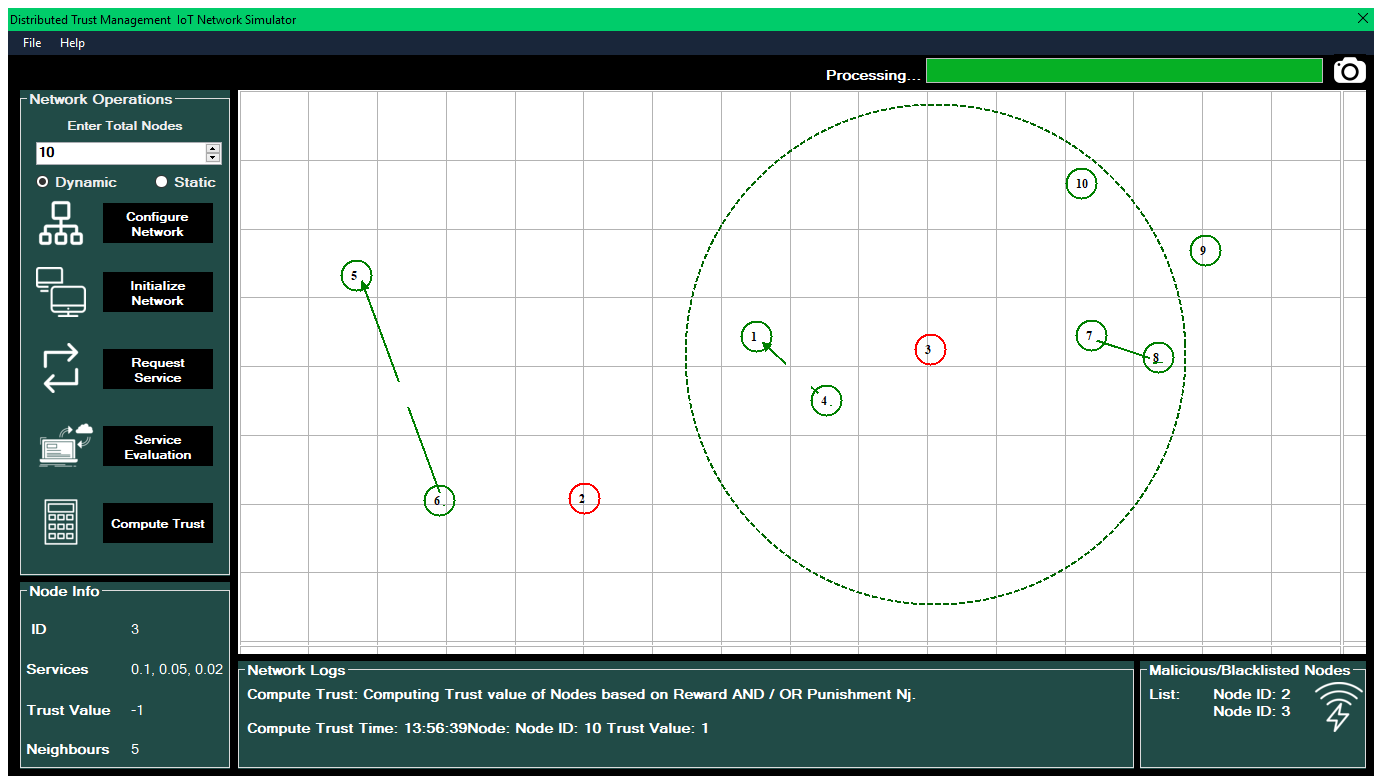 Distributed Trust Management  IoT Network Simulator
File Help
Processing...
Network Operations
Enter Total Nodes
10
Dynamic Static
Configure
Network
Initialize
Network
Request
Service
Service
Evaluation
Compute Trust
10
9
5
1
3
7
8
4
6
2
Node Info
ID 3
Services 0.1, 0.05, 0.02
Trust Value -1
Neighbours 5
Network Logs
Compute Trust: Computing Trust value of Nodes based on Reward AND / OR Punishment Nj.
Compute Trust Time: 13:56:39Node: Node ID: 10 Trust Value: 1
Malicious/Blacklisted Nodes
List: Node ID: 2
Node ID: 3